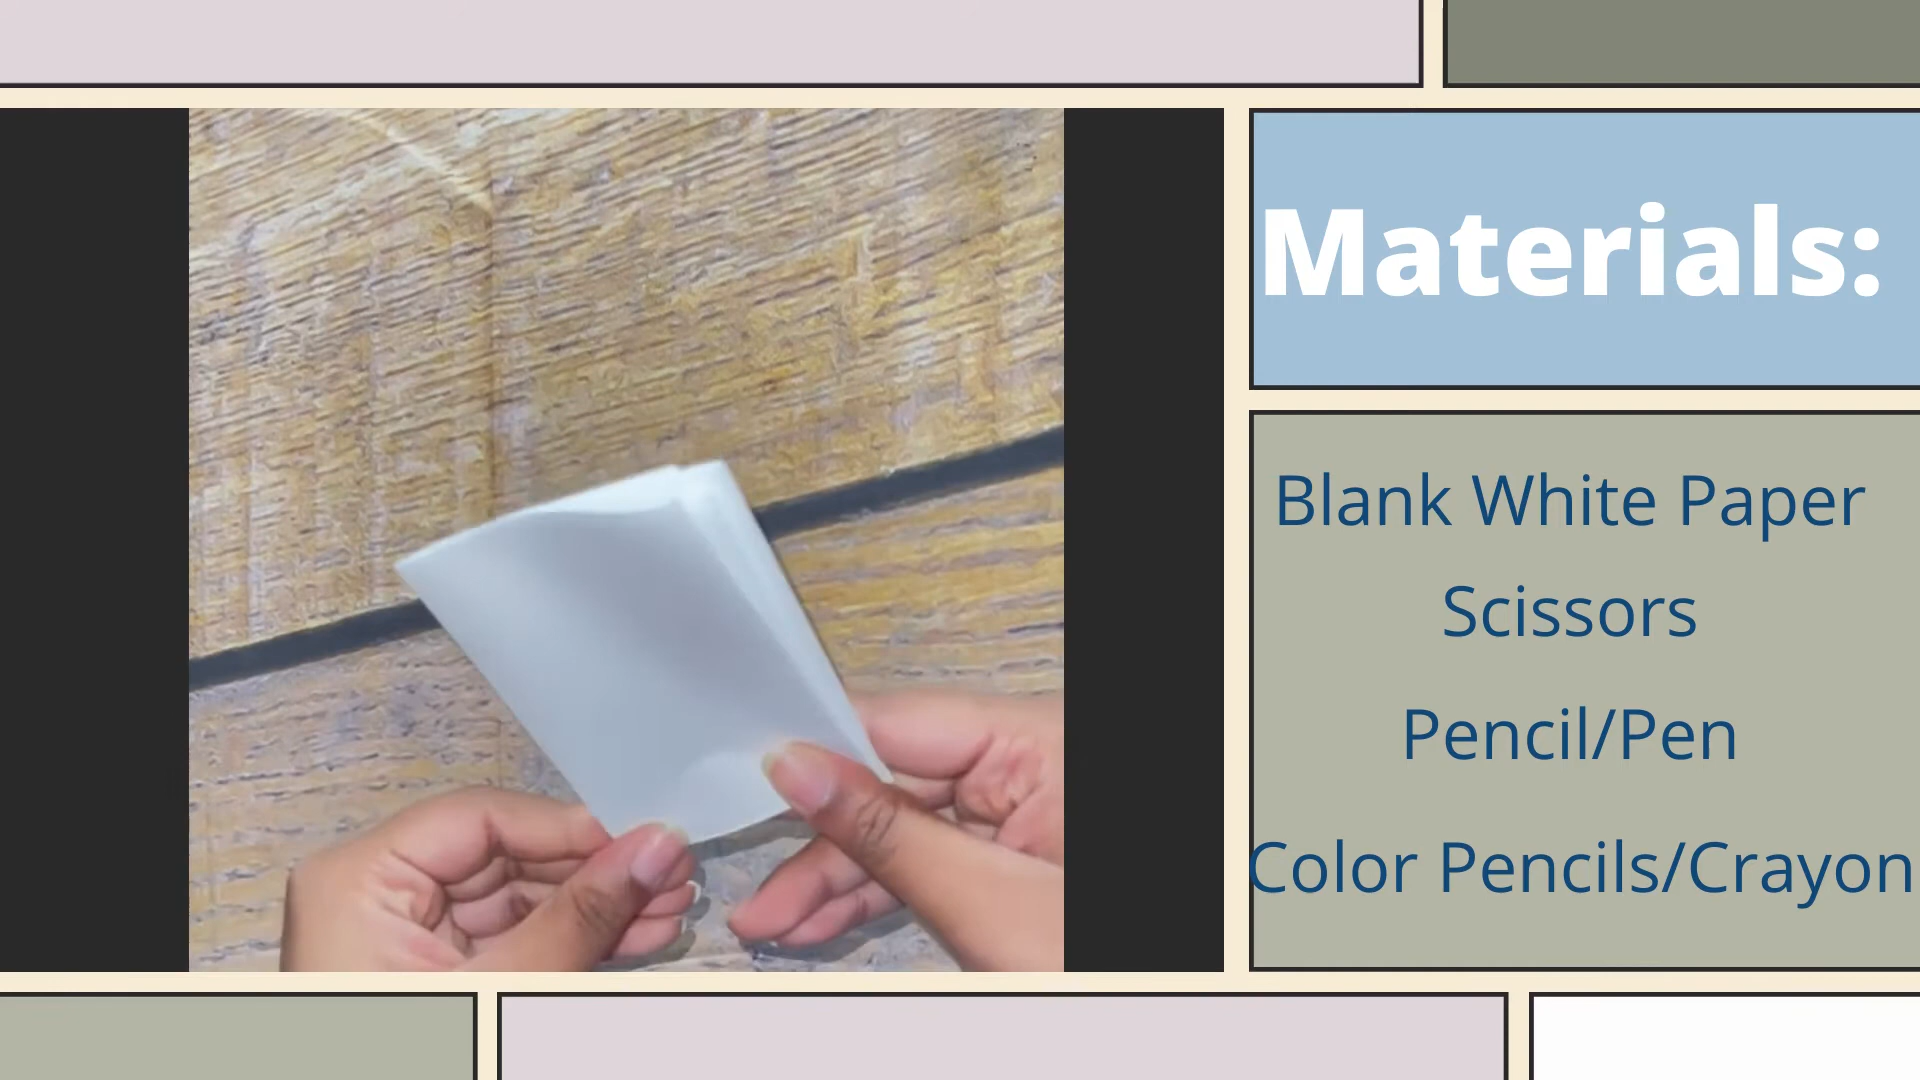 Materials:
Blank White Paper
Scissors
Pencil/Pen
Color Pencils/Crayon